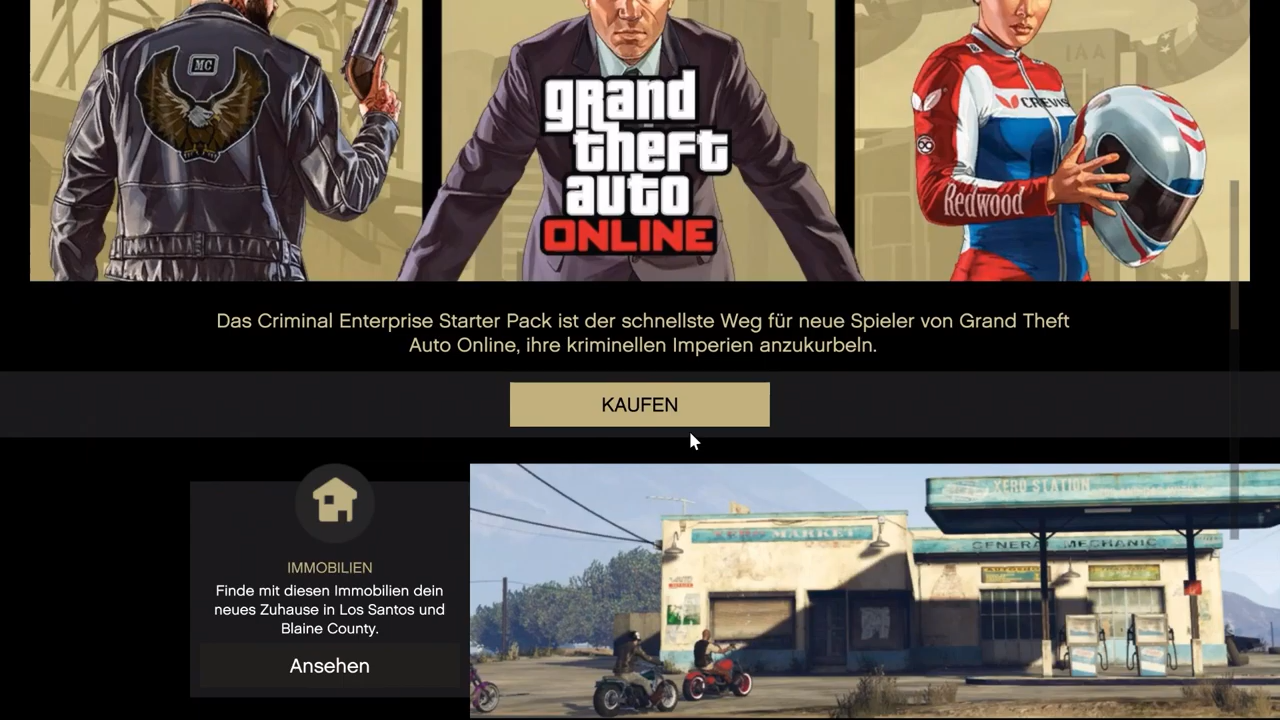 MC
grand
theft
auto
ONLINE
IAA
CREVIS
Redwood
Das Criminal Enterprise Starter Pack ist der schnellste Weg für neue Spieler von Grand Theft
Auto Online, ihre kriminellen Imperien anzukurbeln.
KAUFEN
IMMOBILIEN
Finde mit diesen Immobilien dein
neues Zuhause in Los Santos und
Blaine County.
Ansehen
XERO STATION
MARKET
GENERAL MECHANIC